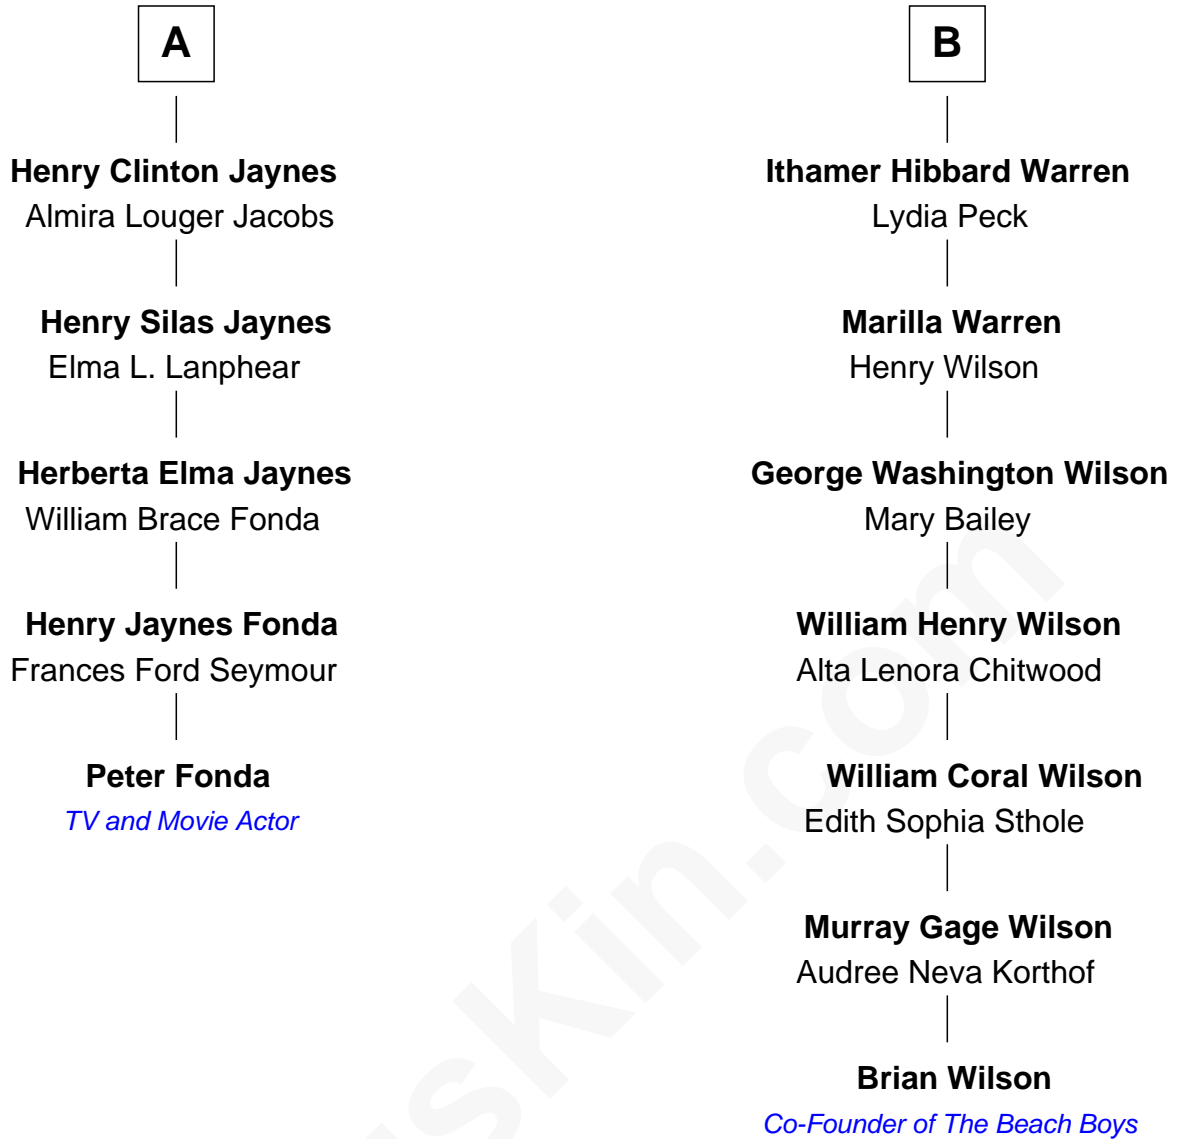 A
Henry Clinton Jaynes
Almira Louger Jacobs
Henry Silas Jaynes
Elma L. Lanphear
Herberta Elma Jaynes
William Brace Fonda
Henry Jaynes Fonda
Frances Ford Seymour
Peter Fonda
TV and Movie Actor
B
Ithamer Hibbard Warren
Lydia Peck
Marilla Warren
Henry Wilson
George Washington Wilson
Mary Bailey
William Henry Wilson
Alta Lenora Chitwood
William Coral Wilson
Edith Sophia Sthole
Murray Gage Wilson
Audree Neva Korthof
Brian Wilson
Co-Founder of The Beach Boys
sKin.com